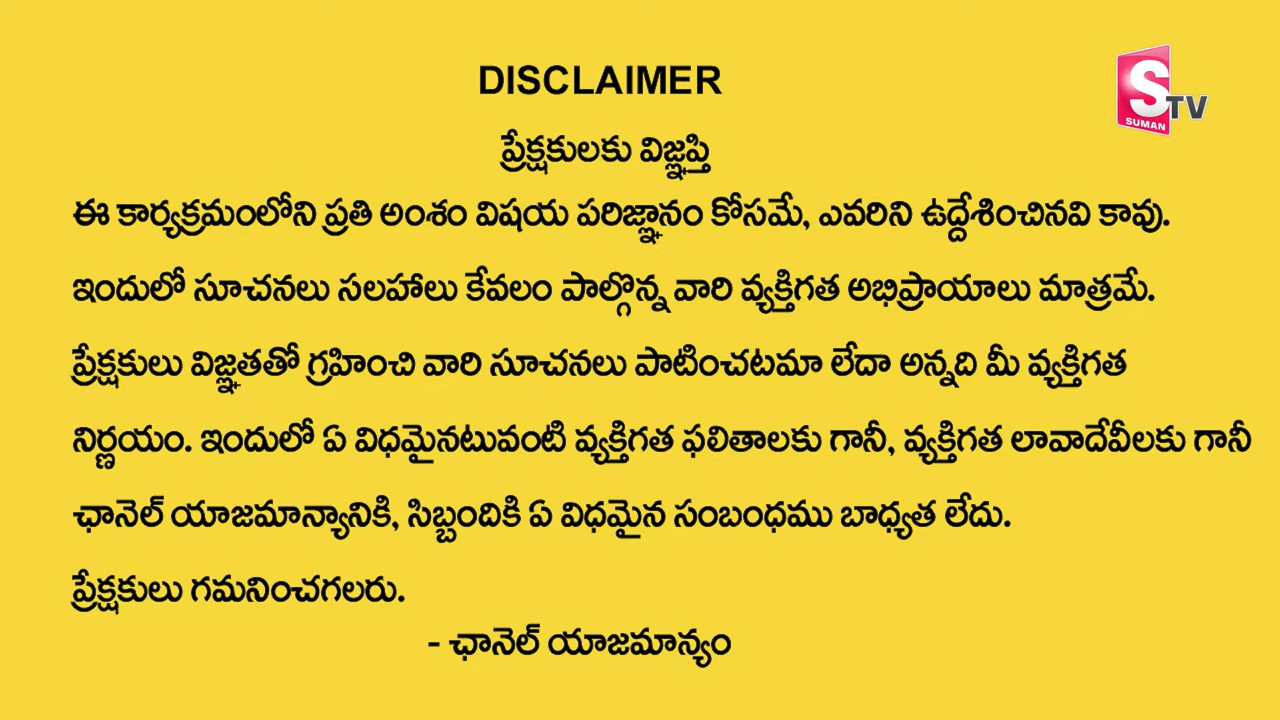 DISCLAIMER
S TV
SUMAN
ప్రేక్షకులకు విజ్ఞప్తి
ఈ కార్యక్రమంలోని ప్రతి అంశం విషయ పరిజ్ఞానం కోసమే, ఎవరిని ఉద్దేశించినవి కావు.
ఇందులో సూచనలు సలహాలు కేవలం పాల్గొన్న వారి వ్యక్తిగత అభిప్రాయాలు మాత్రమే.
ప్రేక్షకులు విజ్ఞతతో గ్రహించి వారి సూచనలు పాటించటమా లేదా అన్నది మీ వ్యక్తిగత
నిర్ణయం. ఇందులో ఏ విధమైనటువంటి వ్యక్తిగత ఫలితాలకు గానీ, వ్యక్తిగత లావాదేవీలకు గానీ
ఛానెల్ యాజమాన్యానికి, సిబ్బందికి ఏ విధమైన సంబంధము బాధ్యత లేదు.
ప్రేక్షకులు గమనించగలరు.
- ఛానెల్ యాజమాన్యం